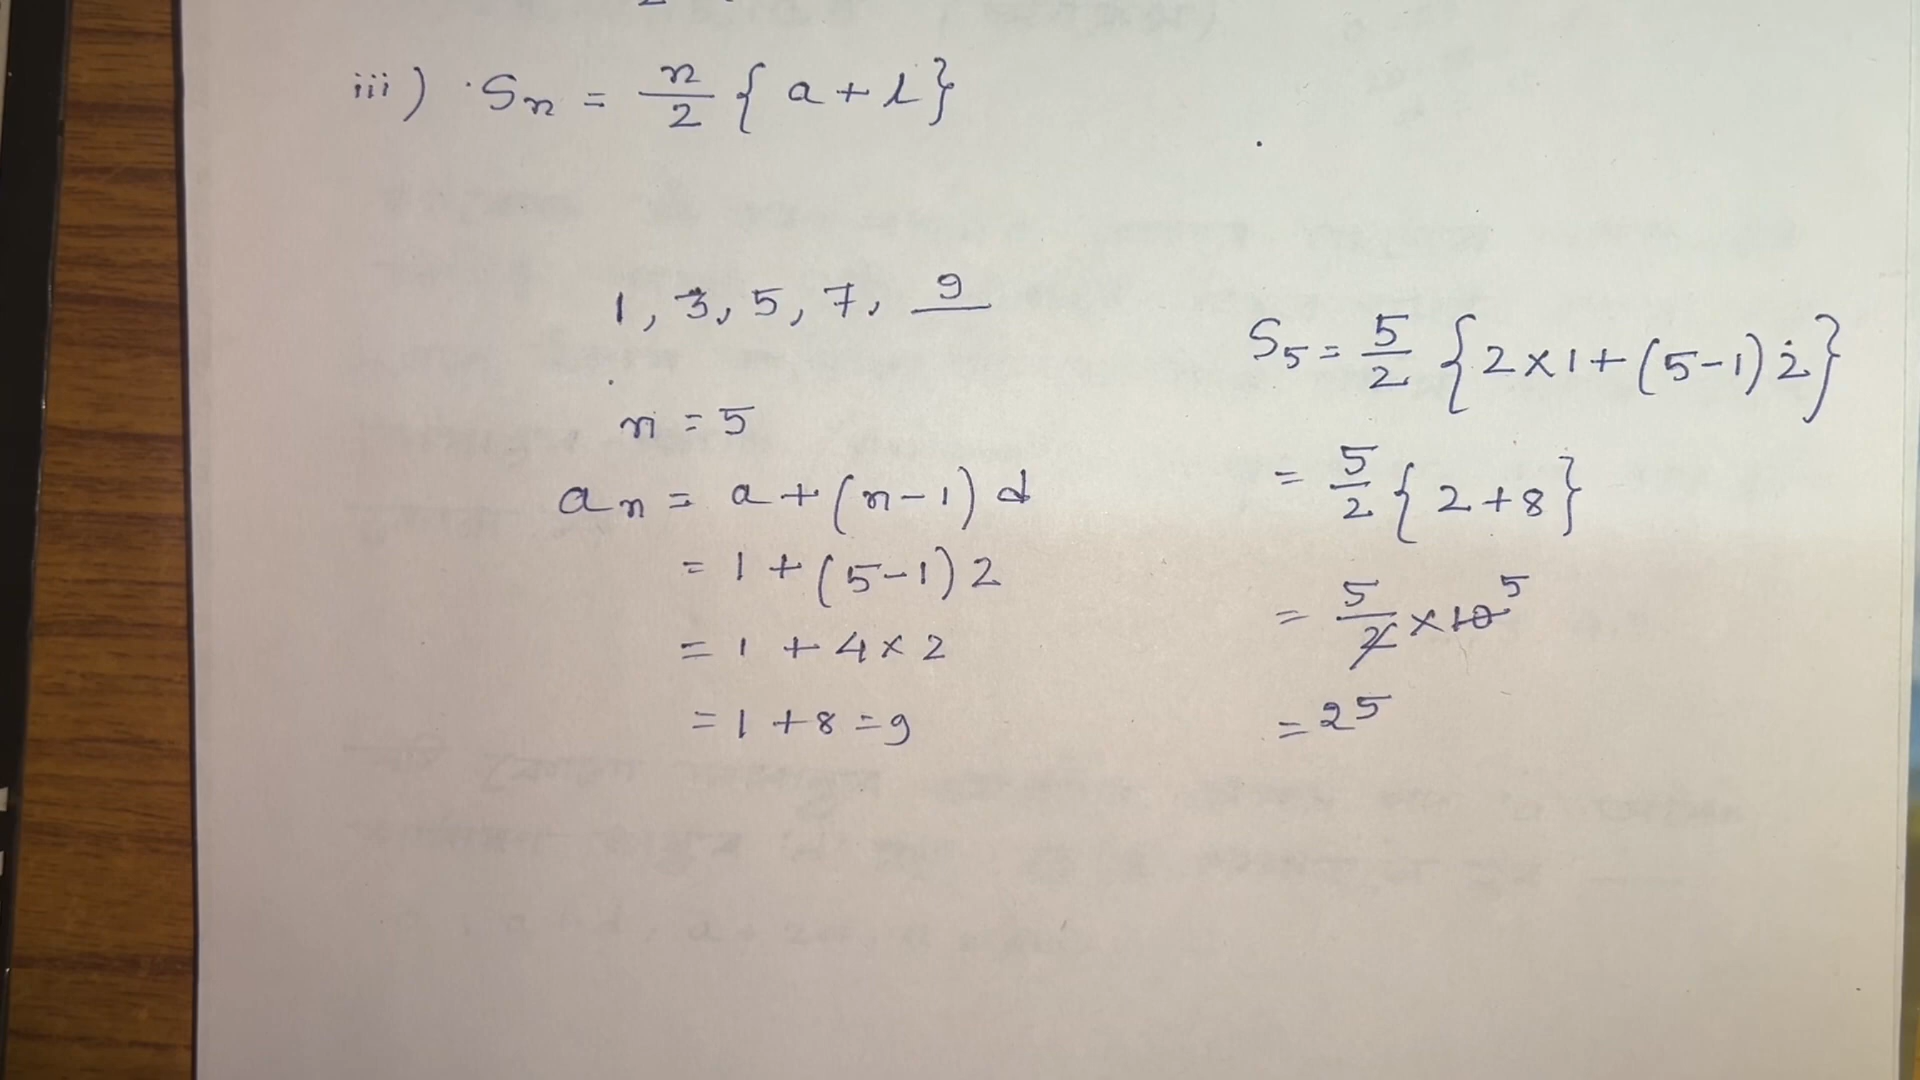 iii) Sn = n/2 { a + l }
1, 3, 5, 7, 9
n = 5
an = a + (n-1) d
= 1 + (5-1) 2
= 1 + 4 × 2
= 1 + 8 = 9
S5 = 5/2 { 2 × 1 + (5-1) 2 }
= 5/2 { 2 + 8 }
= 5/2 × 10 5
= 25